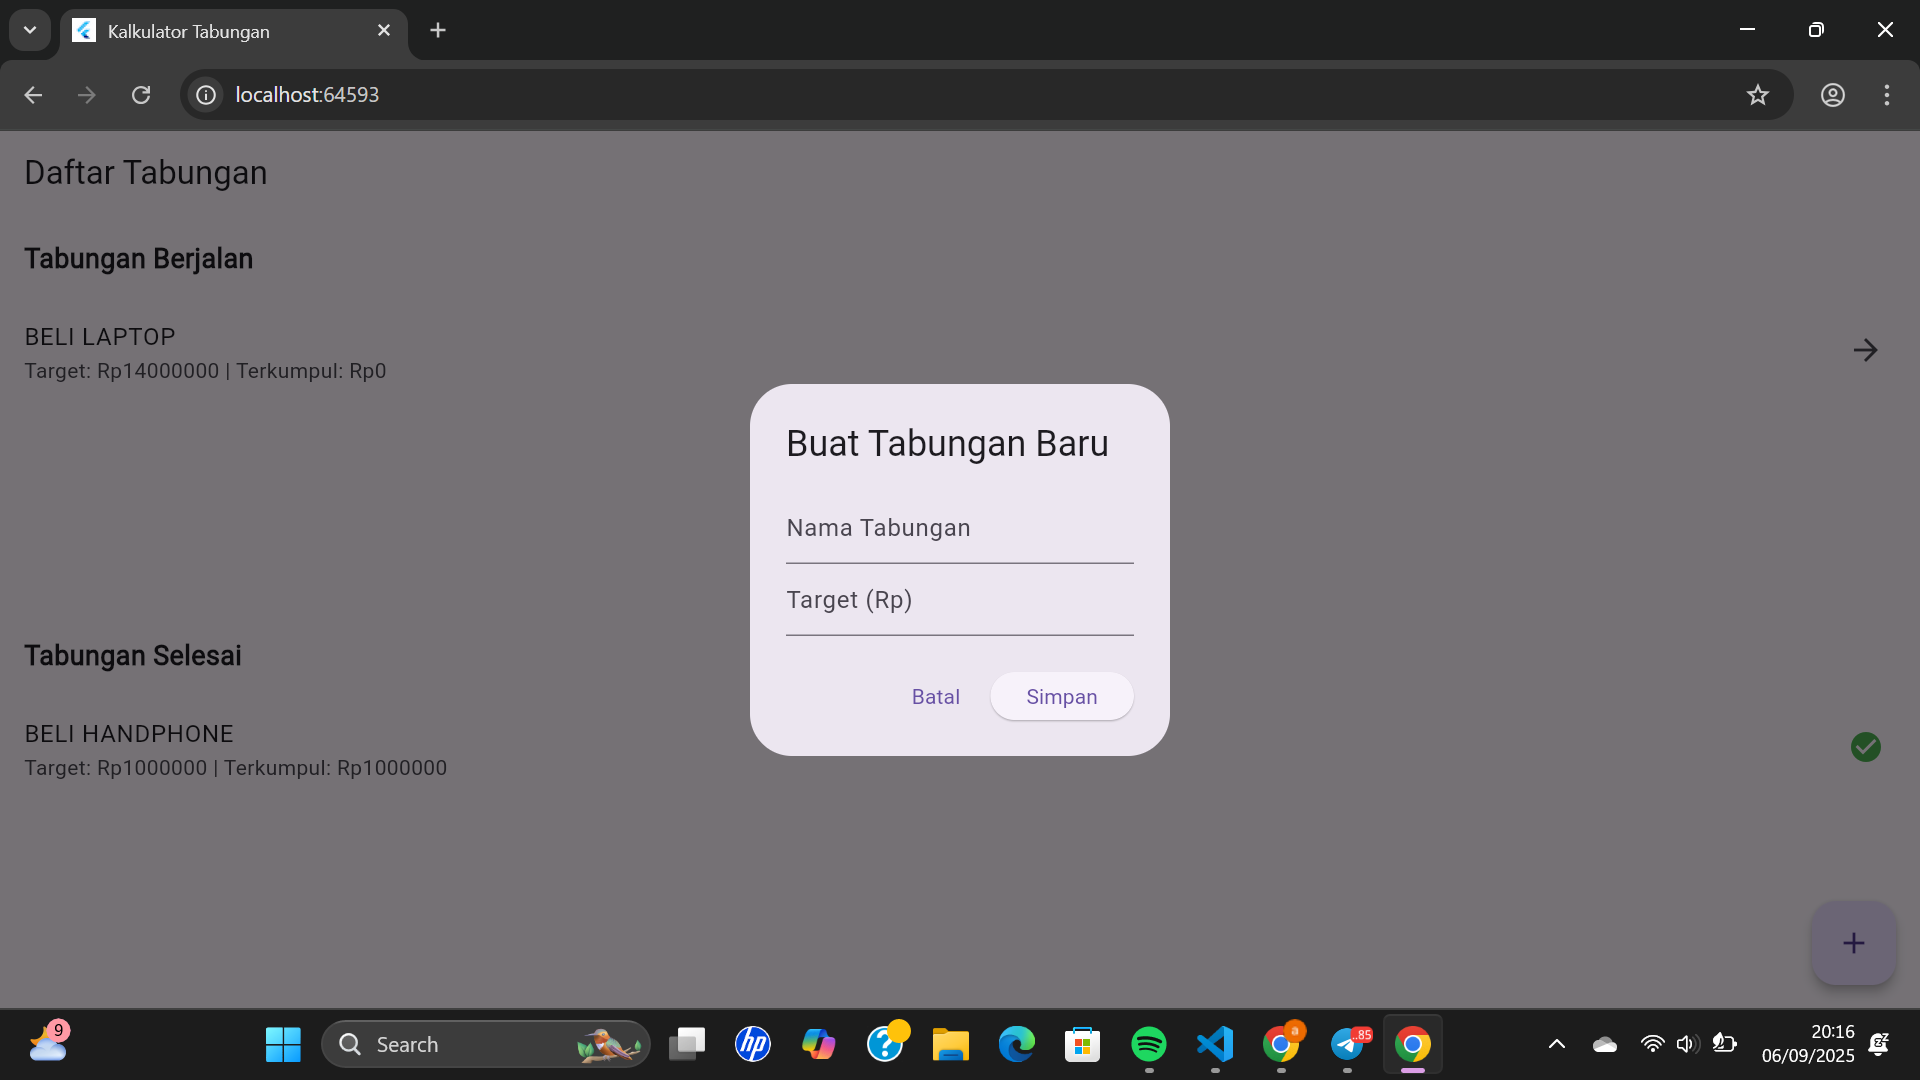 Kalkulator Tabungan
localhost:64593
Daftar Tabungan
Tabungan Berjalan
BELI LAPTOP
Target: Rp14000000 | Terkumpul: Rp0
Buat Tabungan Baru
Nama Tabungan
Target (Rp)
Batal
Simpan
Tabungan Selesai
BELI HANDPHONE
Target: Rp1000000 | Terkumpul: Rp1000000
9
Search
hp
a
..85
20:16
06/09/2025